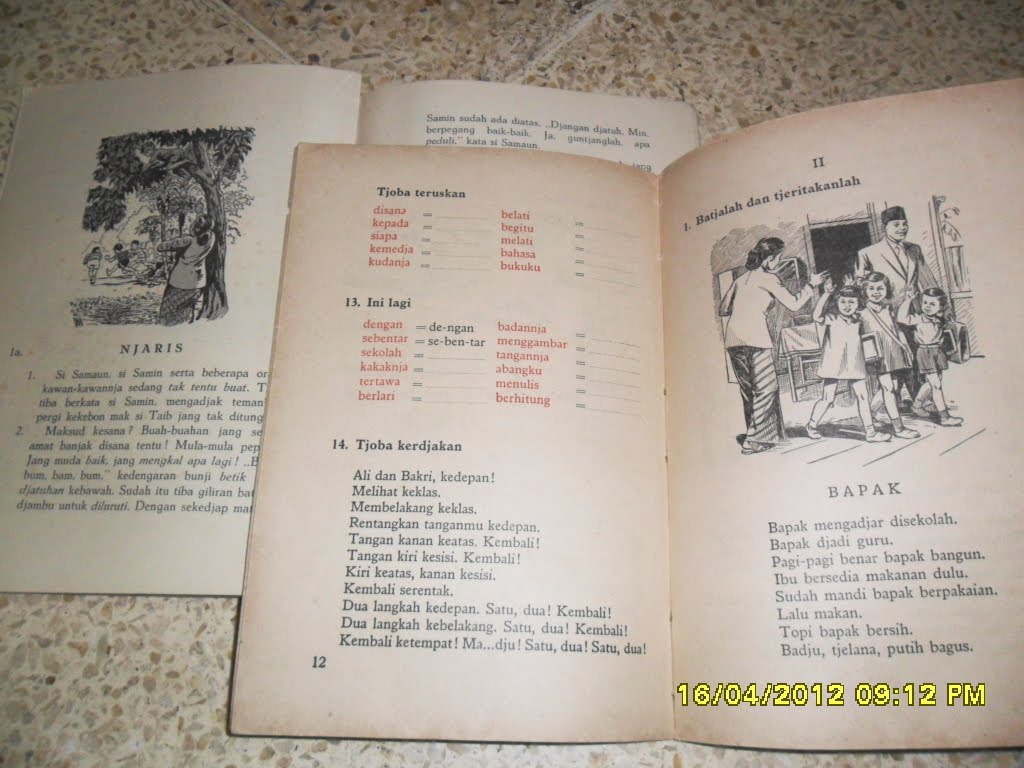 NJARIS
1a.
1. Si Samaun, si Samin serta beberapa
kawan-kawannja sedang tak tentu buat.
tiba berkata si Samin, mengadjak teman
pergi kekebon mak si Taib jang tak ditung
2. Maksud kesana? Buah-buahan jang
amat banjak disana tentu! Mula-mula
Jang muda baik, jang mengkal apa lagi!
bum, bam, bum." kedengaran bunji betik
djatuhan kebawah. Sudah itu tiba giliran
djambu untuk diluruti. Dengan sekedjap
Samin sudah ada diatas. „Djangan djatuh, Min,
berpegang baik-baik. Ja, guntjanglah, apa
peduli," kata si Samaun.
jang
Tjoba teruskan
disana = belati =
kepada = begitu =
siapa = melati =
kemedja = bahasa =
kudanja = bukuku =
13. Ini lagi
dengan = de-ngan badannja =
sebentar = se-ben-tar menggambar =
sekolah = tangannja =
kakaknja = abangku =
tertawa = menulis =
berlari = berhitung =
14. Tjoba kerdjakan
Ali dan Bakri, kedepan!
Melihat keklas.
Membelakang keklas.
Rentangkan tanganmu kedepan.
Tangan kanan keatas. Kembali!
Tangan kiri kesisi. Kembali!
Kiri keatas, kanan kesisi.
Kembali serentak.
Dua langkah kedepan. Satu, dua! Kembali!
Dua langkah kebelakang. Satu, dua! Kembali!
Kembali ketempat! Ma...dju! Satu, dua! Satu, dua!
12
II
1. Batjalah dan tjeritakanlah
BAPAK
Bapak mengadjar disekolah.
Bapak djadi guru.
Pagi-pagi benar bapak bangun.
Ibu bersedia makanan dulu.
Sudah mandi bapak berpakaian.
Lalu makan.
Topi bapak bersih.
Badju, tjelana, putih bagus.
16/04/2012 09:12 PM